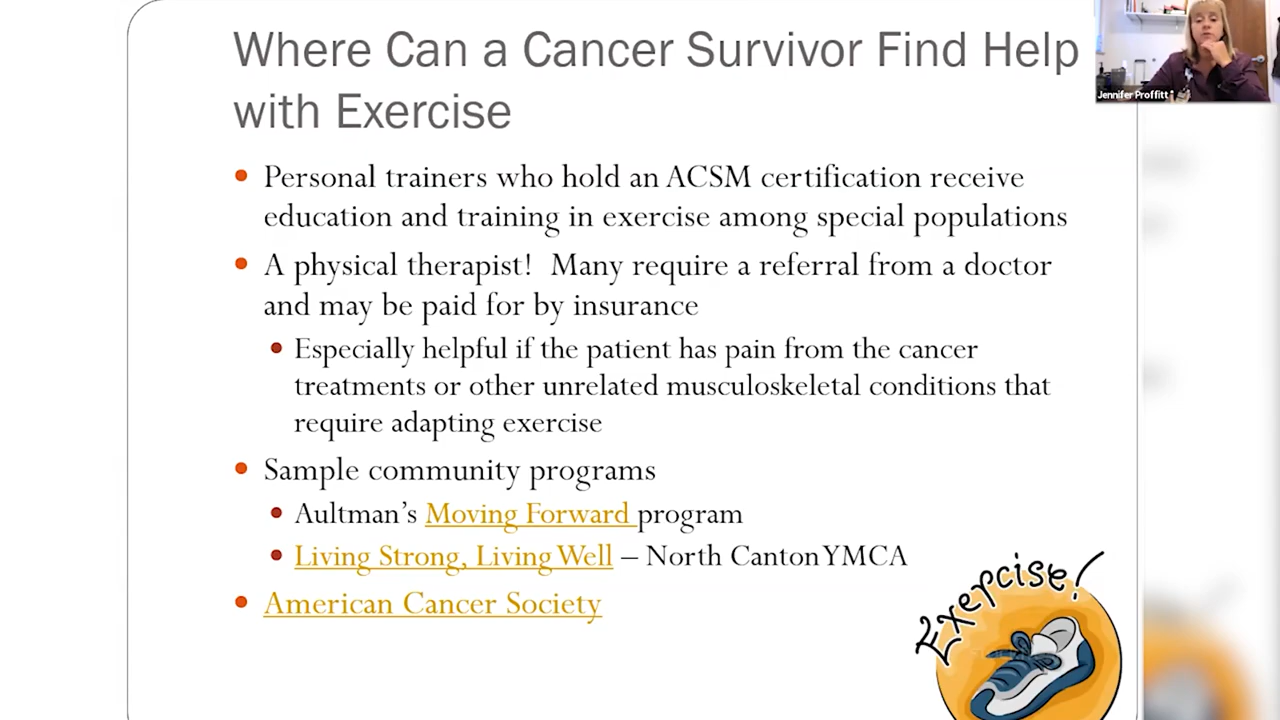 Where Can a Cancer Survivor Find Help
with Exercise
Jennifer Proffitt
• Personal trainers who hold an ACSM certification receive
education and training in exercise among special populations
• A physical therapist!  Many require a referral from a doctor
and may be paid for by insurance
• Especially helpful if the patient has pain from the cancer
treatments or other unrelated musculoskeletal conditions that
require adapting exercise
• Sample community programs
• Aultman’s Moving Forward program
• Living Strong, Living Well – North Canton YMCA
• American Cancer Society
Exercise!